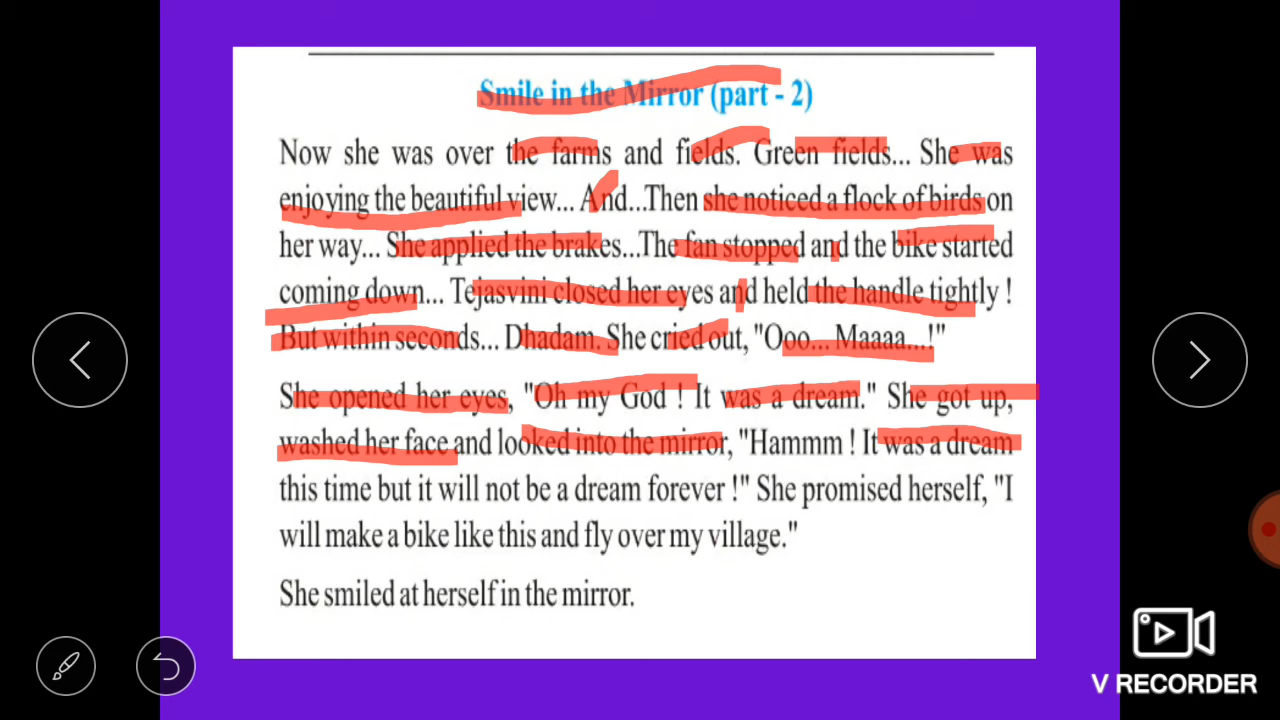 Smile in the Mirror (part - 2)
Now she was over the farms and fields. Green fields... She was
enjoying the beautiful view... And...Then she noticed a flock of birds on
her way... She applied the brakes...The fan stopped and the bike started
coming down... Tejasvini closed her eyes and held the handle tightly !
But within seconds... Dhadam. She cried out, "Ooo... Maaaa...!"
She opened her eyes, "Oh my God ! It was a dream." She got up,
washed her face and looked into the mirror, "Hammm ! It was a dream
this time but it will not be a dream forever !" She promised herself, "I
will make a bike like this and fly over my village."
She smiled at herself in the mirror.
V RECORDER